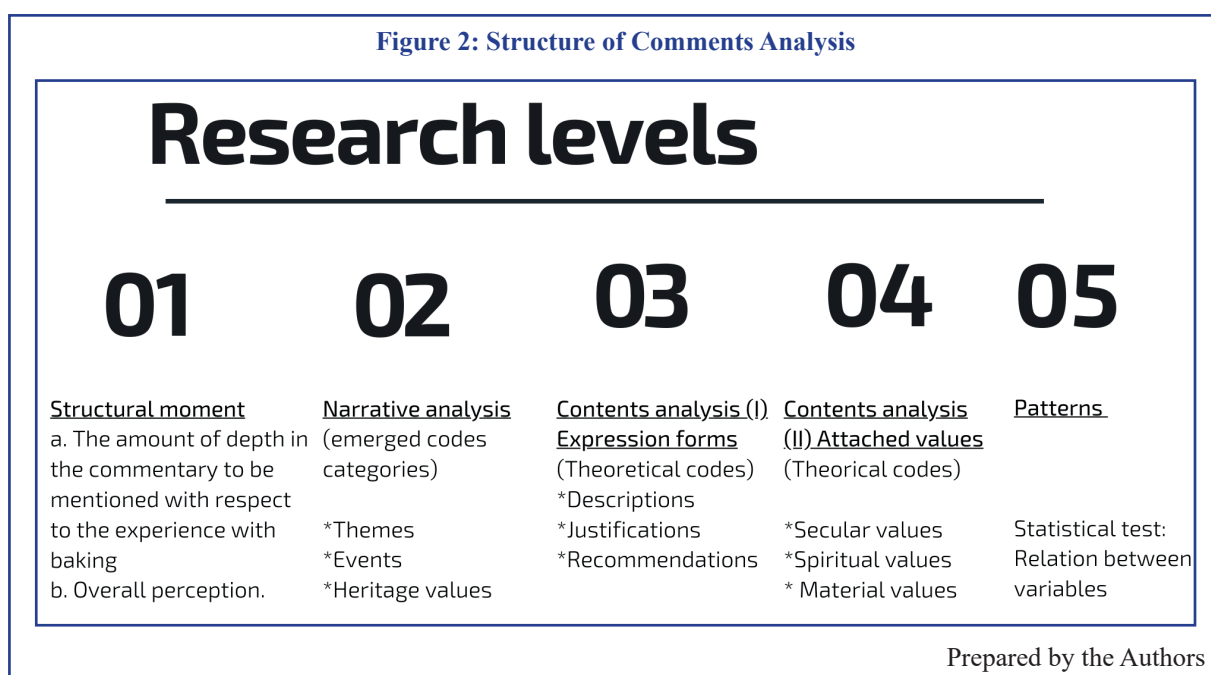 Figure 2: Structure of Comments Analysis
Research levels
01
Structural moment
a. The amount of depth in
the commentary to be
mentioned with respect
to the experience with
baking
b. Overall perception.
02
Narrative analysis
(emerged codes
categories)
*Themes
*Events
*Heritage values
03
Contents analysis (I)
Expression forms
(Theoretical codes)
*Descriptions
*Justifications
*Recommendations
04
Contents analysis
(II) Attached values
(Theorical codes)
*Secular values
*Spiritual values
* Material values
05
Patterns
Statistical test:
Relation between
variables
Prepared by the Authors